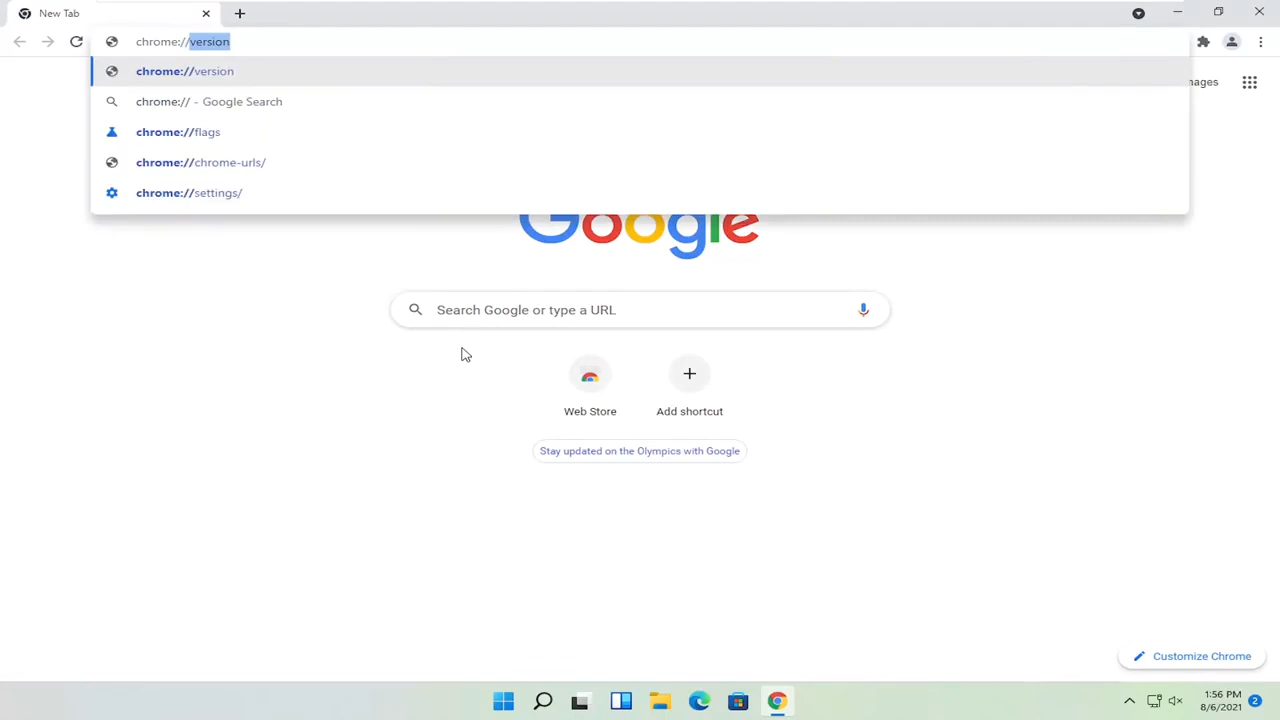 New Tab
chrome://version
chrome://version
chrome:// - Google Search
chrome://flags
chrome://chrome-urls/
chrome://settings/
Google
Search Google or type a URL
Web Store
Add shortcut
Stay updated on the Olympics with Google
Customize Chrome
1:56 PM
8/6/2021
2